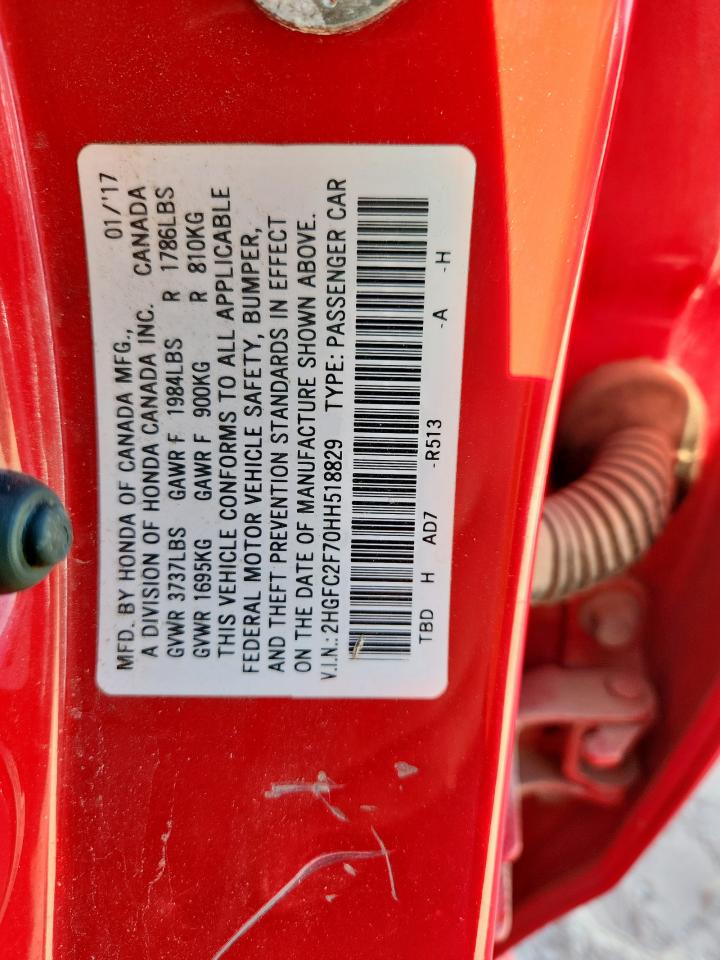 MFD. BY HONDA OF CANADA MFG., 01/'17
A DIVISION OF HONDA CANADA INC. CANADA
GVWR 3737LBS GAWR F 1984LBS R 1786LBS
GVWR 1695KG GAWR F 900KG R 810KG
THIS VEHICLE CONFORMS TO ALL APPLICABLE
FEDERAL MOTOR VEHICLE SAFETY, BUMPER,
AND THEFT PREVENTION STANDARDS IN EFFECT
ON THE DATE OF MANUFACTURE SHOWN ABOVE.
V.I.N.: 2HGFC2F70HH518829 TYPE: PASSENGER CAR
TBD H AD7 -R513 -A -H